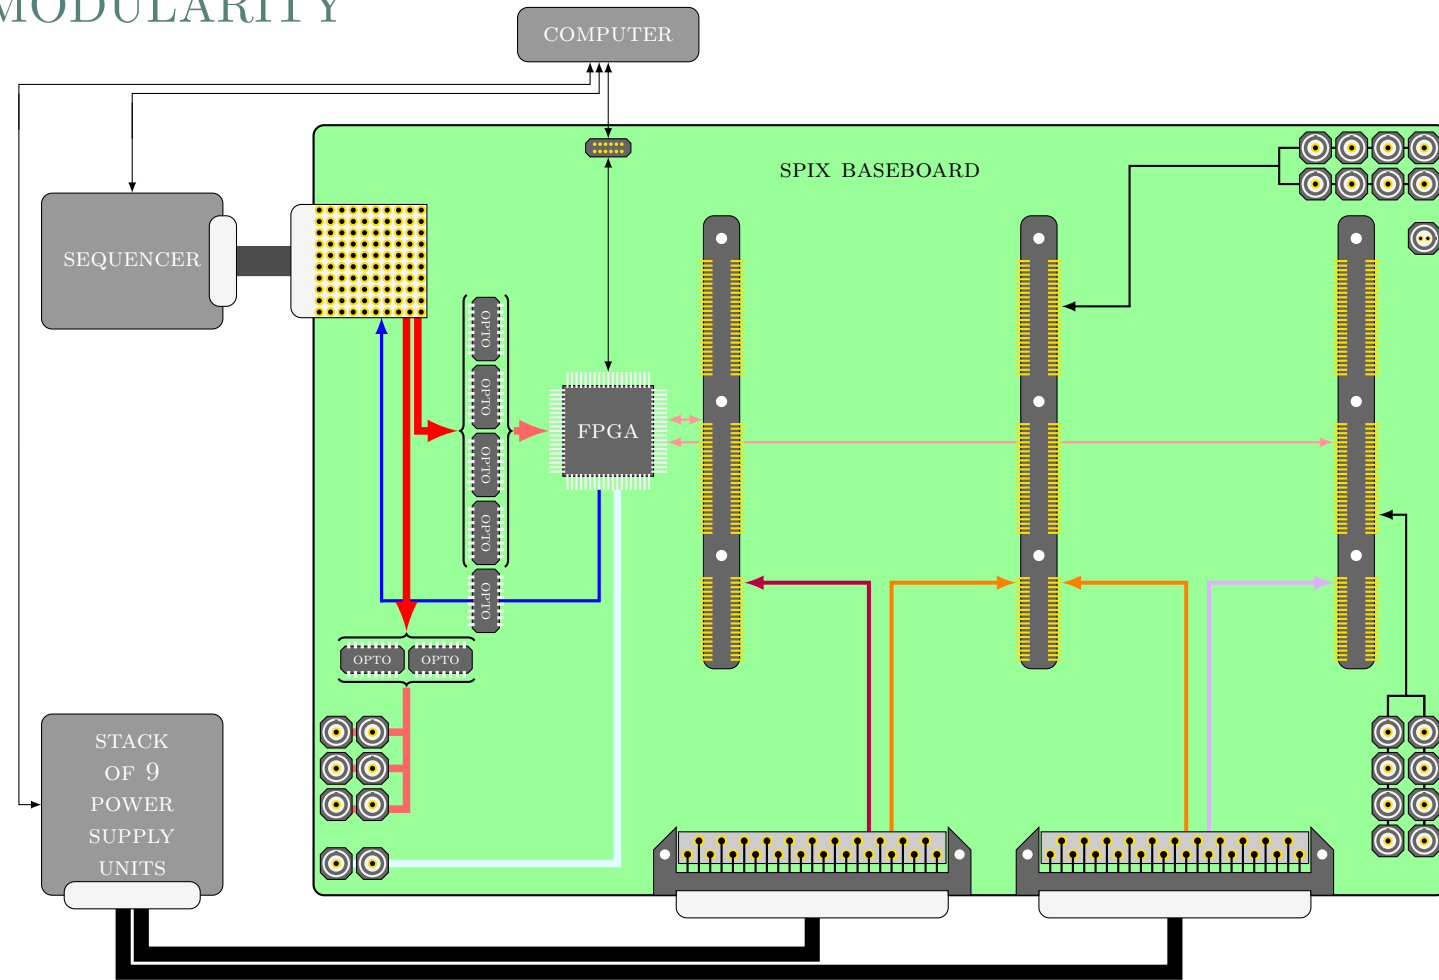 MODULARITY
COMPUTER
SPIX BASEBOARD
SEQUENCER
OPTO
OPTO
OPTO
OPTO
OPTO
FPGA
OPTO OPTO
STACK
OF 9
POWER
SUPPLY
UNITS